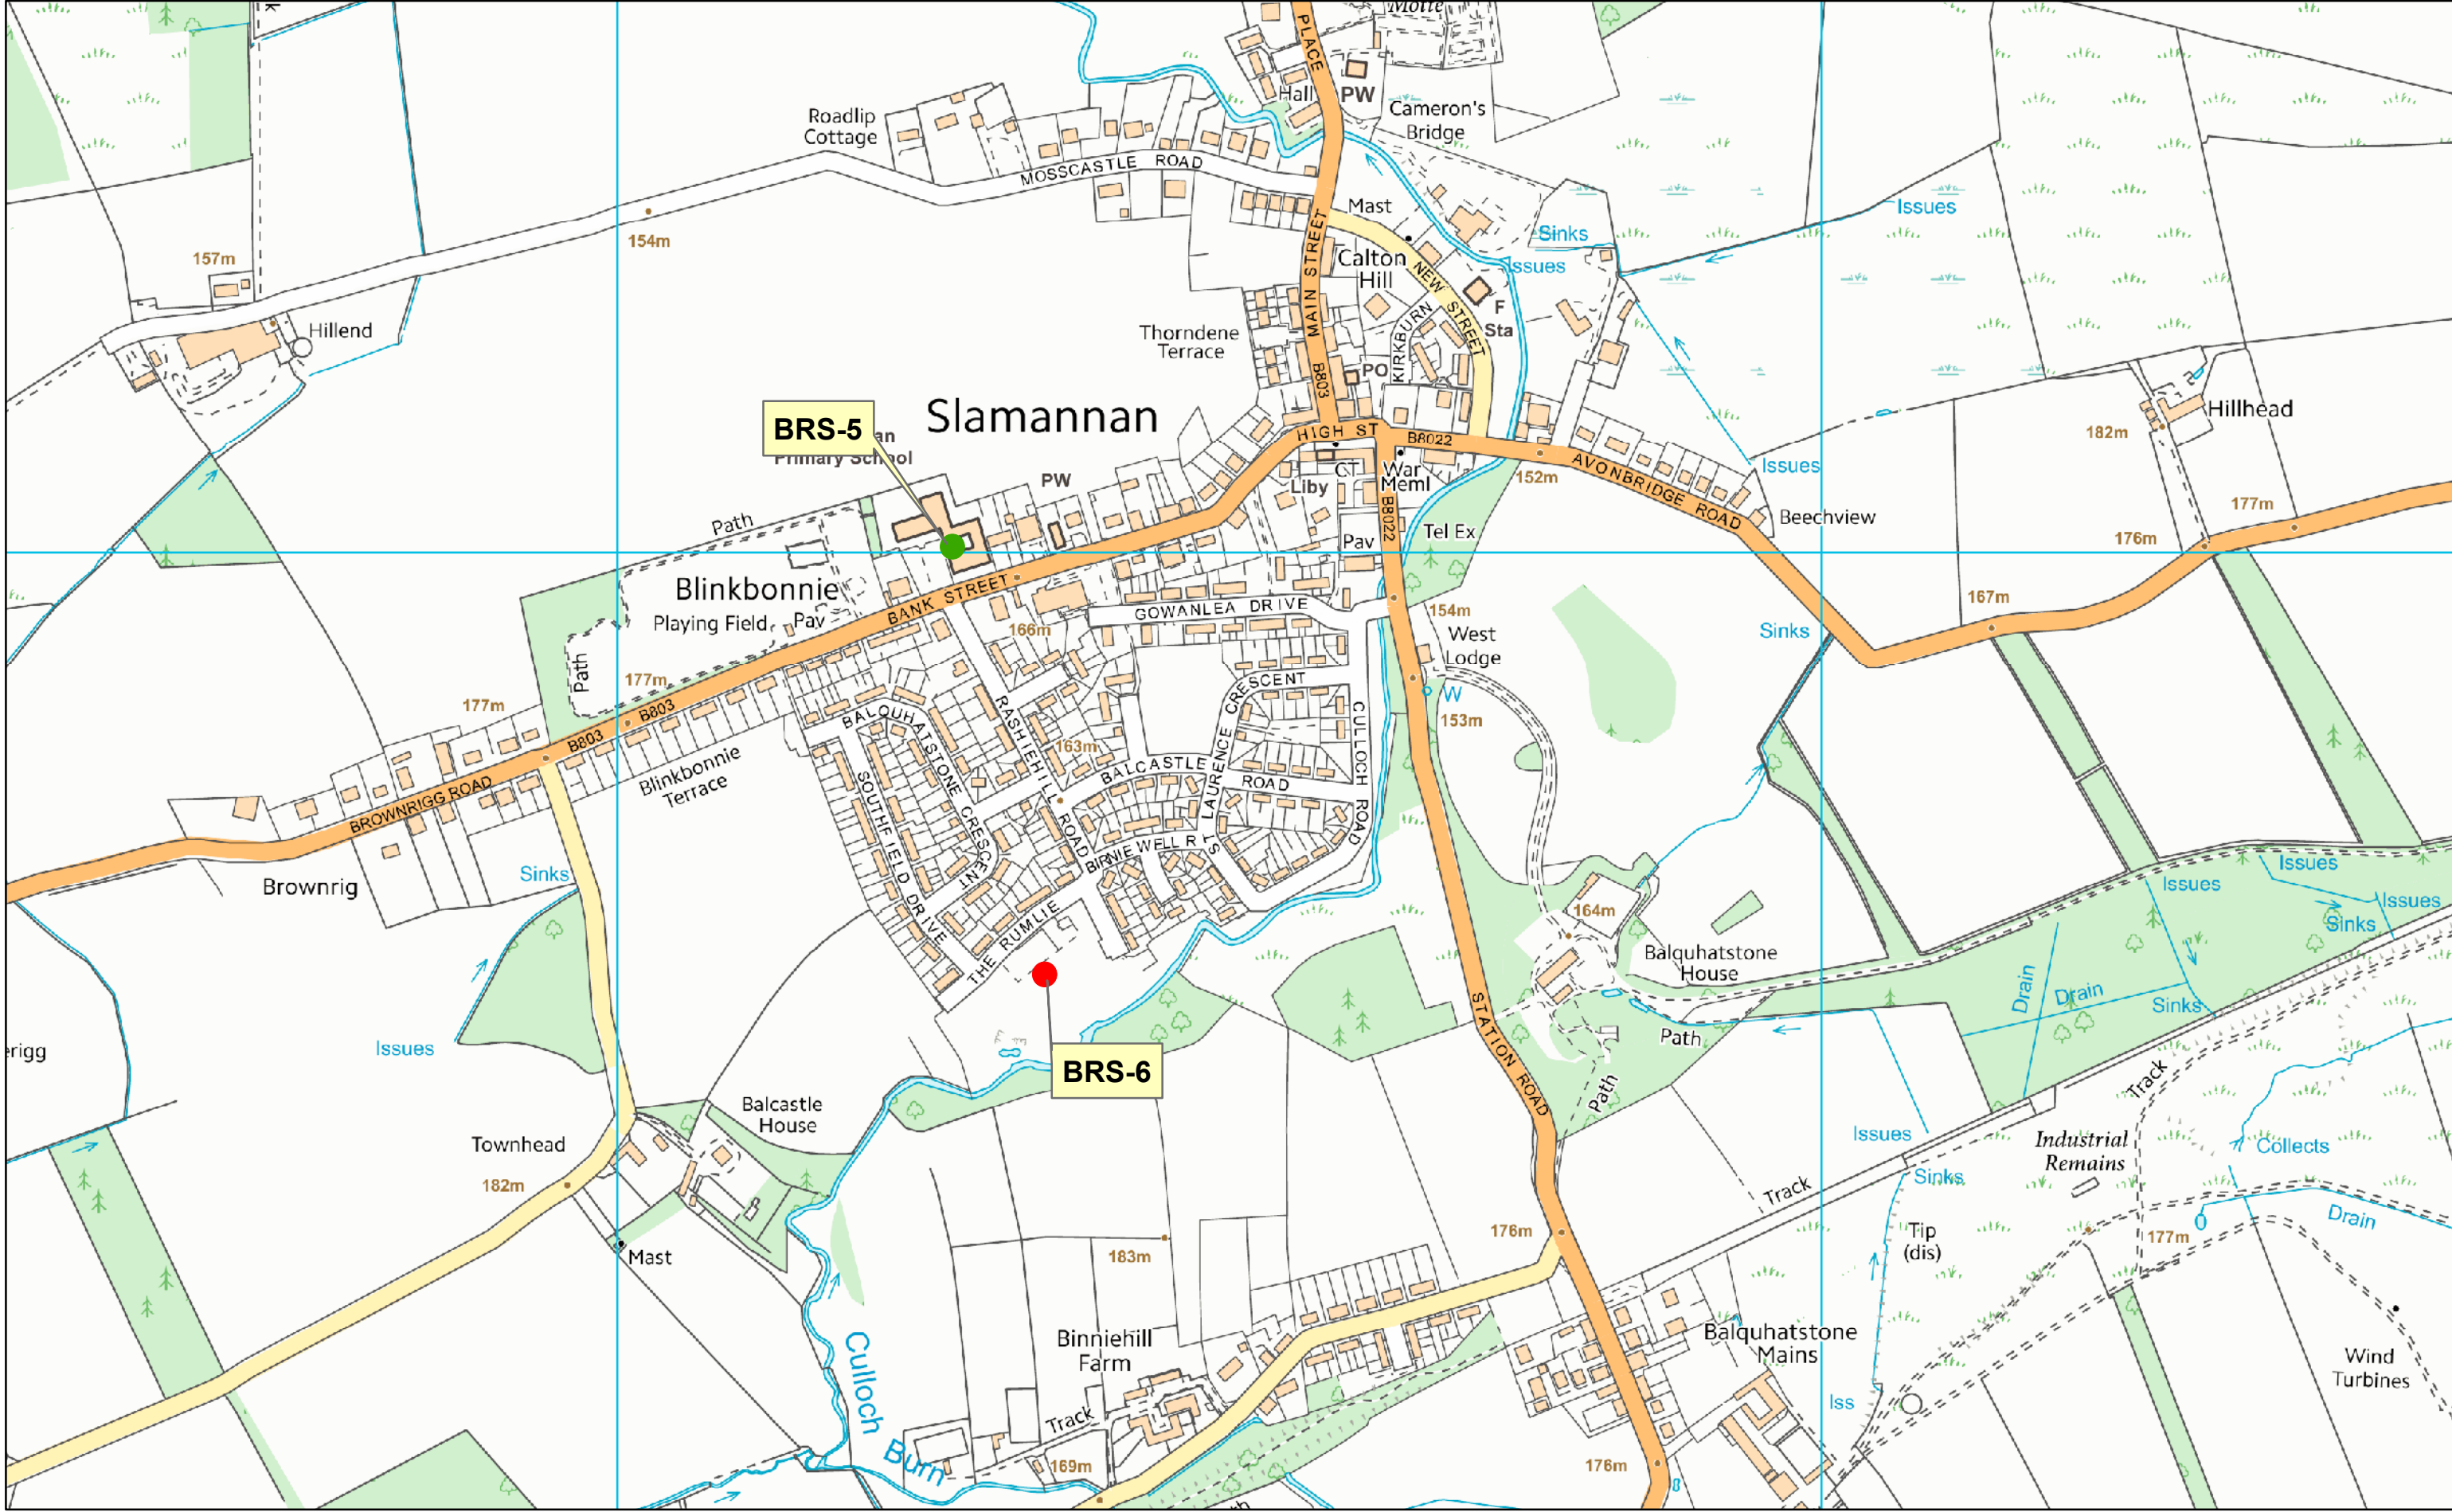 PLACE
Motte
Hall
PW
Cameron's
Bridge
Roadlip
Cottage
MOSSCASTLE ROAD
Mast
Issues
Sinks
Issues
154m
157m
Hillend
MAIN STREET
Calton
Hill
NEW STREET
F
Sta
KIRKBURN
Thorndene
Terrace
B803
PO
Slamannan
BRS-5
an
Primary School
HIGH ST
B8022
AVONBRIDGE ROAD
152m
Issues
Hillhead
182m
CT
War
Meml
Liby
PW
B8022
Tel Ex
Pav
Beechview
177m
176m
Path
Blinkbonnie
Playing Field
Pav
BANK STREET
166m
GOWANLEA DRIVE
154m
West
Lodge
W
153m
167m
Sinks
Path
177m
177m
B803
B803
BROWNRIGG ROAD
Blinkbonnie
Terrace
BALQUHATSTONE CRESCENT
RASHIEHILL ROAD
163m
LAURENCE CRESCENT
CULLOCH ROAD
BALCASTLE ROAD
SOUTHFIELD DRIVE
BIRNIEWELL R
THE RUMLIE
Brownrig
Sinks
Issues
164m
Balquhatstone
House
Issues
Issues
Issues
Sinks
Drain
Drain
Sinks
erigg
BRS-6
STATION ROAD
Path
Path
Track
Balcastle
House
Townhead
182m
Mast
Issues
Sinks
Industrial
Remains
Collects
Track
Tip
(dis)
177m
Drain
176m
183m
Culloch Burn
Binniehill
Farm
Track
169m
Balquhatstone
Mains
Iss
Wind
Turbines
176m